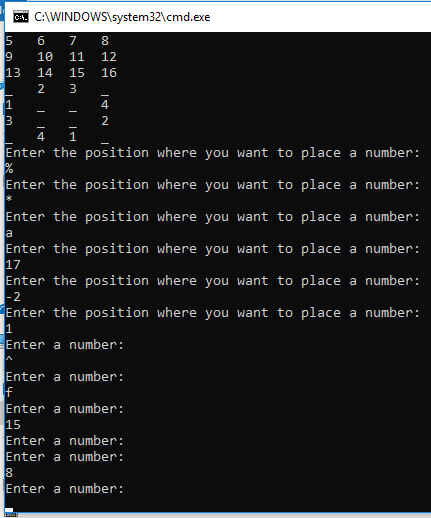 C:\WINDOWS\system32\cmd.exe
5 6 7 8
9 10 11 12
13 14 15 16
_ 2 3 _
1 _ _ 4
3 _ _ 2
_ 4 1 _
Enter the position where you want to place a number:
%
Enter the position where you want to place a number:
*
Enter the position where you want to place a number:
a
Enter the position where you want to place a number:
17
Enter the position where you want to place a number:
-2
Enter the position where you want to place a number:
1
Enter a number:
^
Enter a number:
f
Enter a number:
15
Enter a number:
Enter a number:
8
Enter a number: